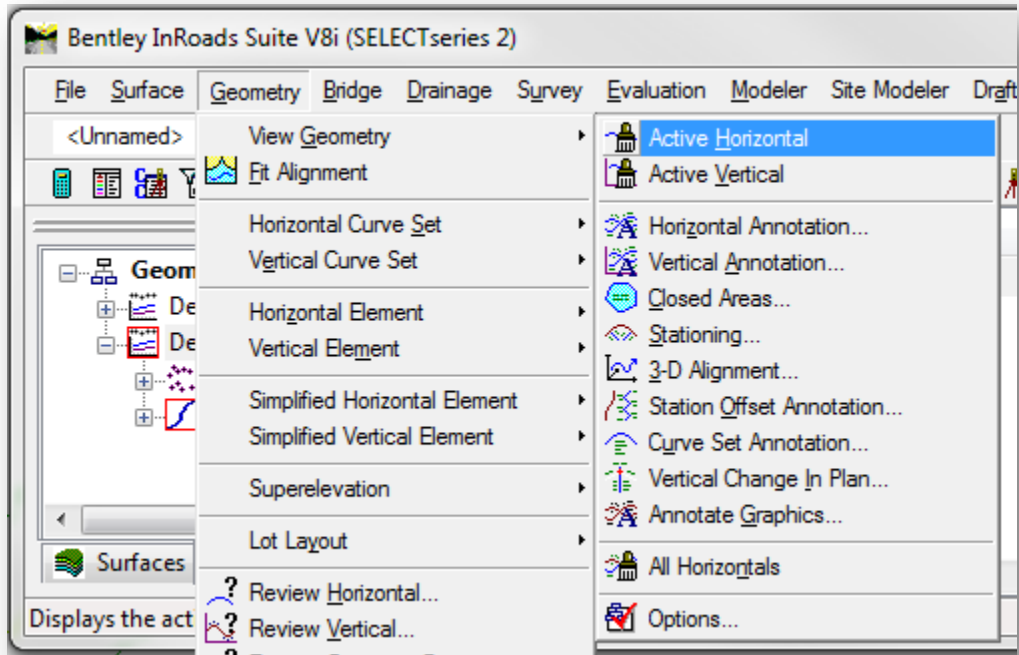 Bentley InRoads Suite V8i (SELECTseries 2)
File Surface Geometry Bridge Drainage Survey Evaluation Modeler Site Modeler Draft
<Unnamed>
Geom
De
De
Surfaces
Displays the act
View Geometry
Fit Alignment
Horizontal Curve Set
Vertical Curve Set
Horizontal Element
Vertical Element
Simplified Horizontal Element
Simplified Vertical Element
Superelevation
Lot Layout
Review Horizontal...
Review Vertical...
Active Horizontal
Active Vertical
Horizontal Annotation...
Vertical Annotation...
Closed Areas...
Stationing...
3-D Alignment...
Station Offset Annotation...
Curve Set Annotation...
Vertical Change In Plan...
Annotate Graphics...
All Horizontals
Options...